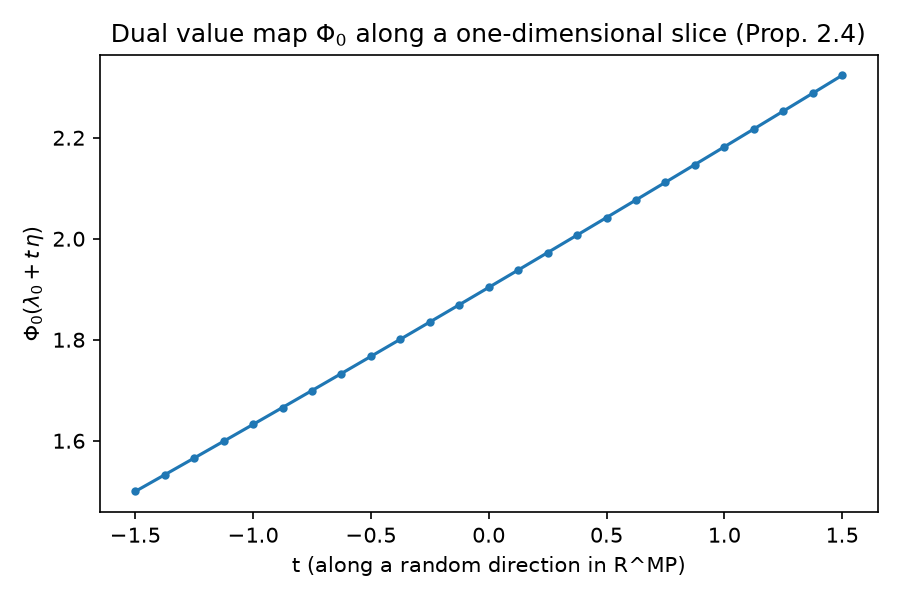 Dual value map Φ₀ along a one-dimensional slice (Prop. 2.4)
Φ₀(λ₀ + t η)
2.2
2.0
1.8
1.6
−1.5 −1.0 −0.5 0.0 0.5 1.0 1.5
t (along a random direction in R^MP)